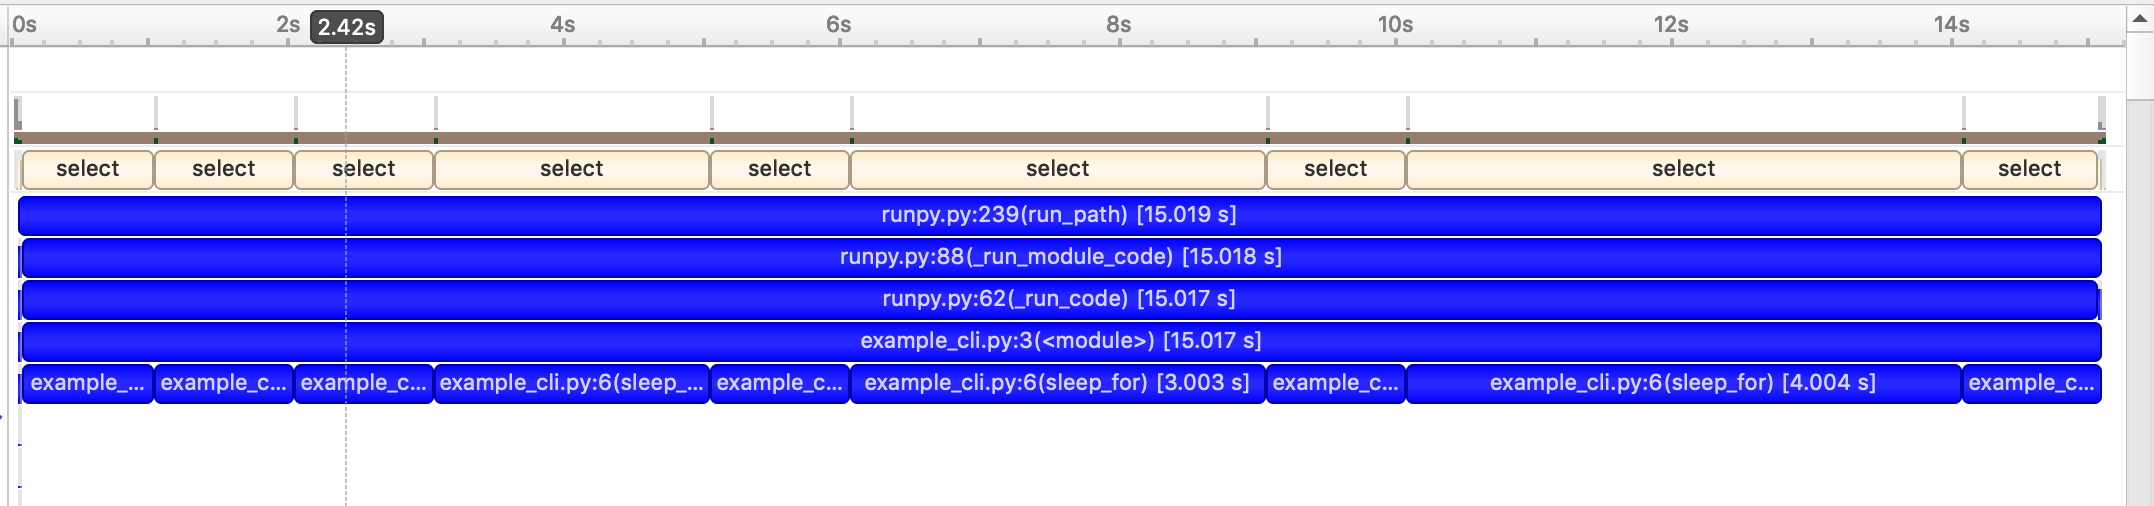 0s 2s 2.42s 4s 6s 8s 10s 12s 14s
select select select select select select select select select
runpy.py:239(run_path) [15.019 s]
runpy.py:88(_run_module_code) [15.018 s]
runpy.py:62(_run_code) [15.017 s]
example_cli.py:3(<module>) [15.017 s]
example_... example_c... example_c... example_cli.py:6(sleep_... example_c... example_cli.py:6(sleep_for) [3.003 s] example_c... example_cli.py:6(sleep_for) [4.004 s] example_c...